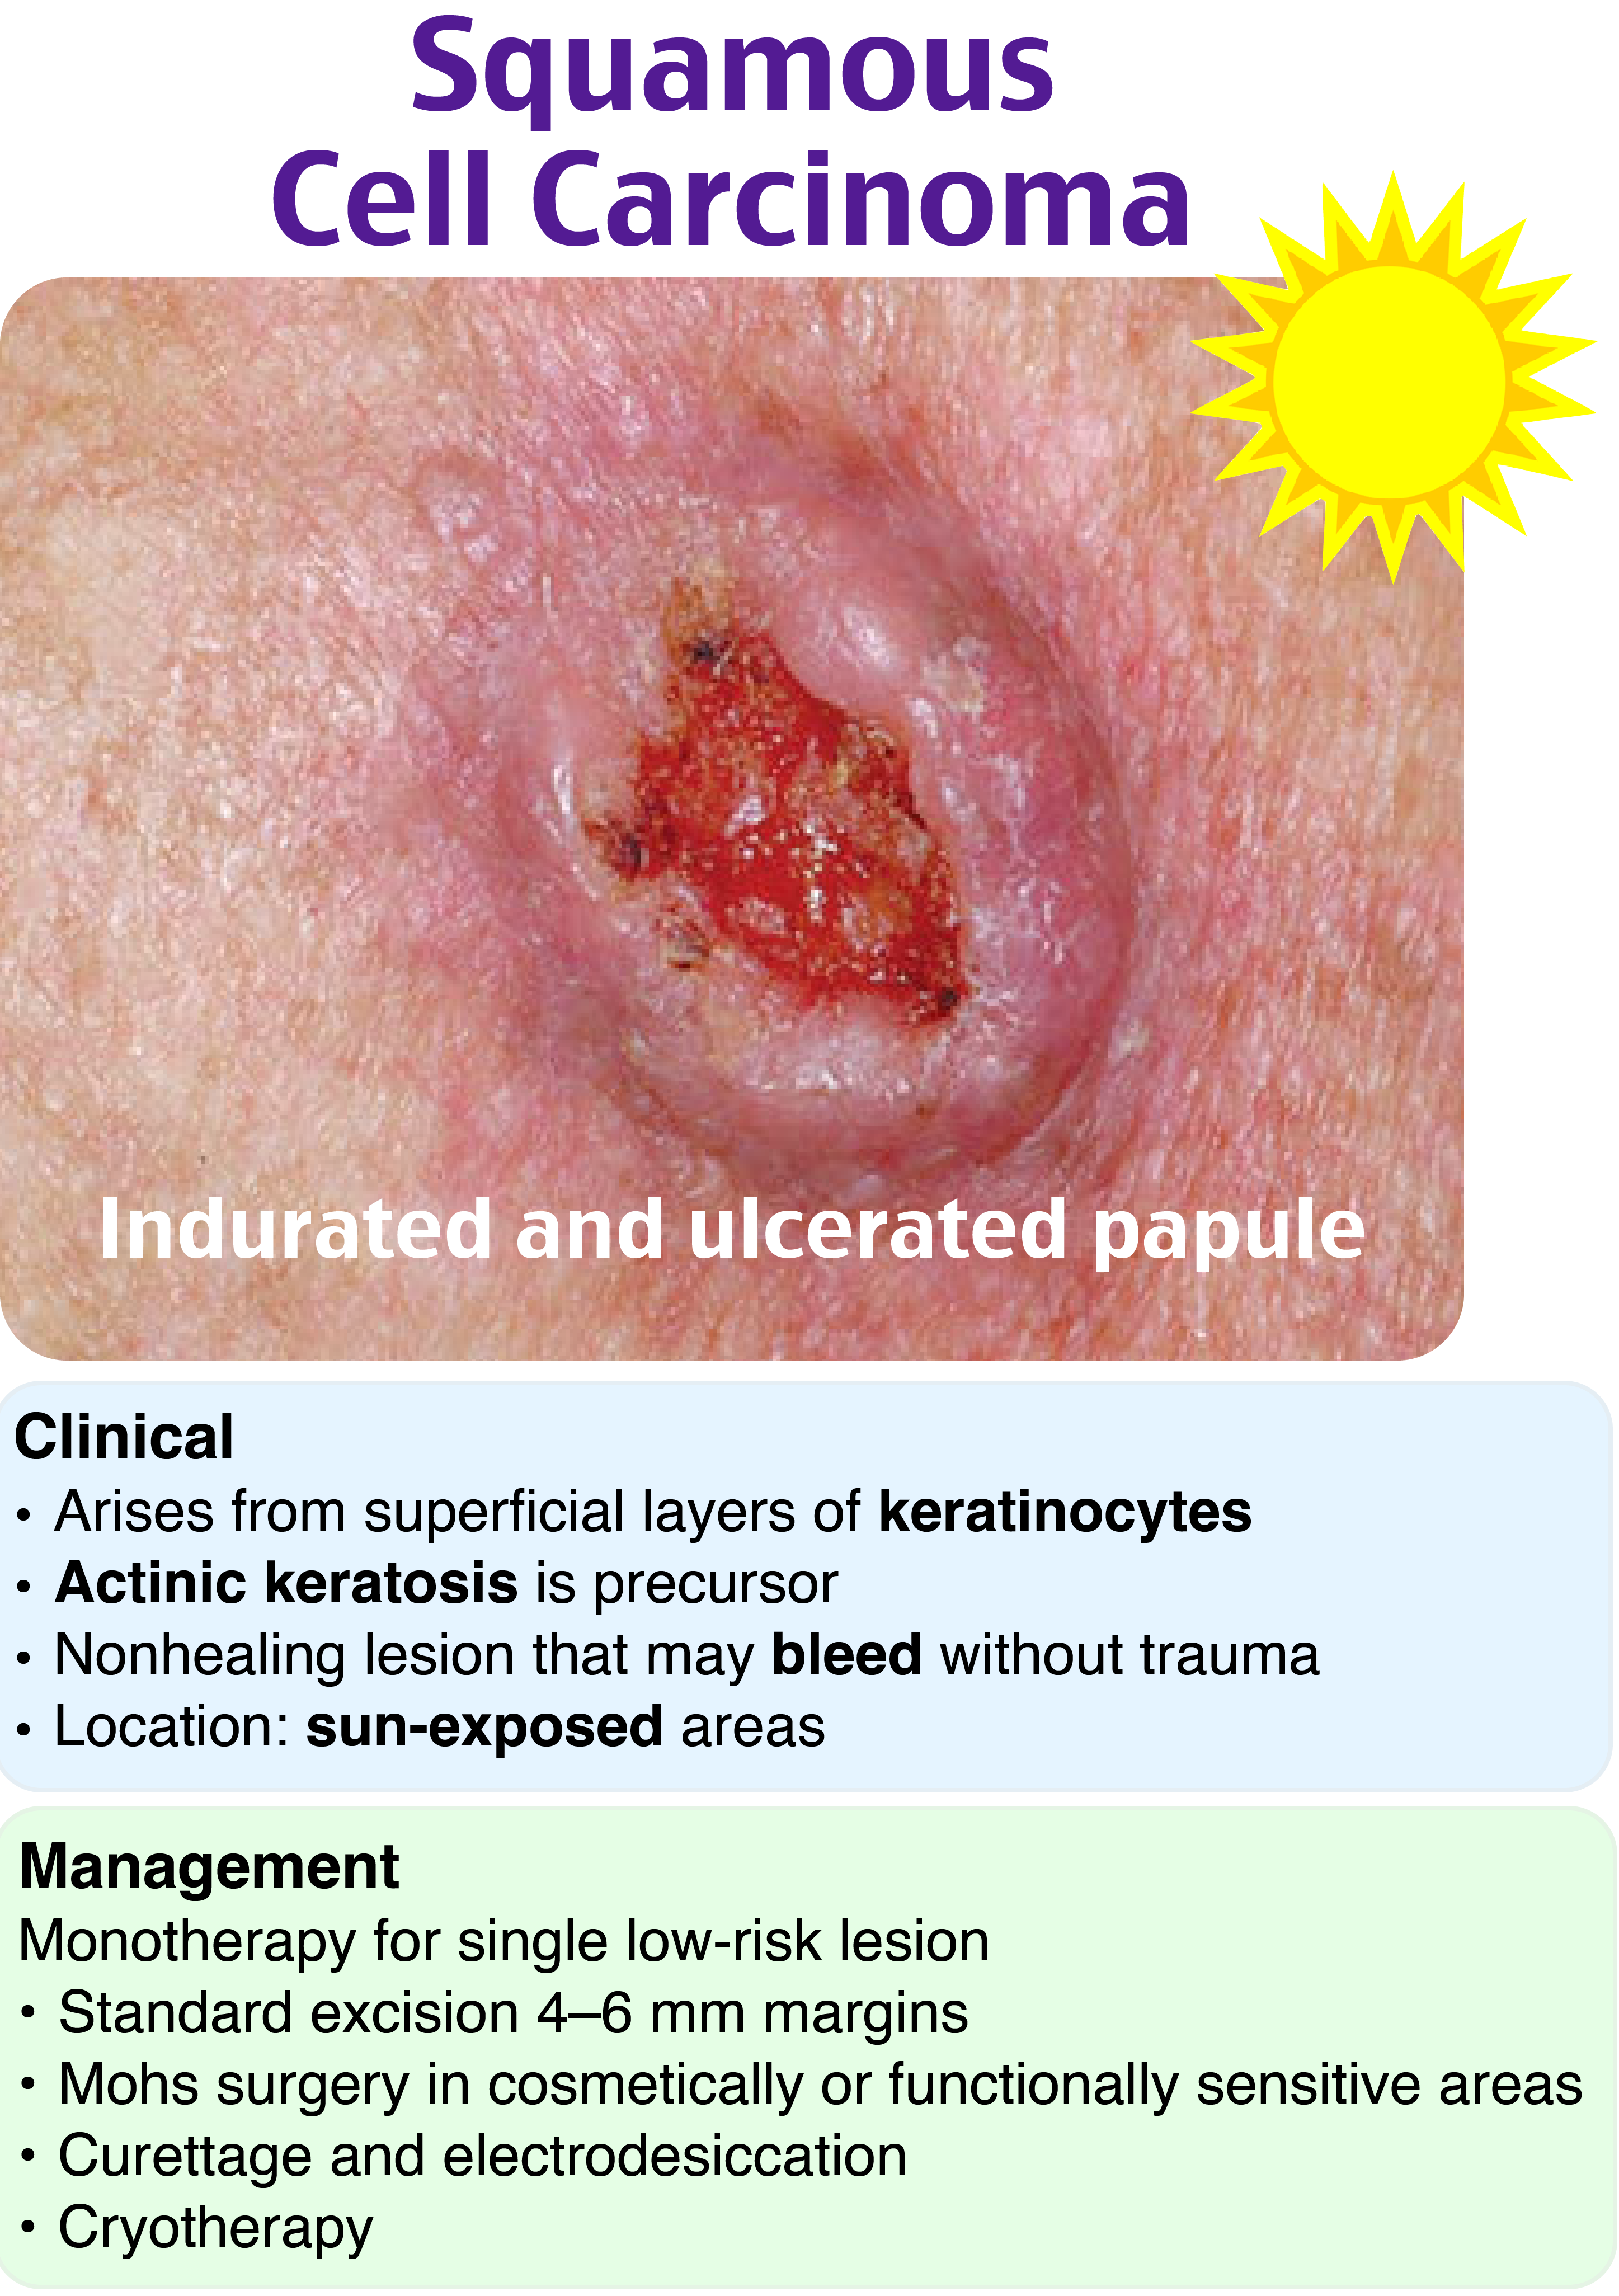 Squamous
Cell Carcinoma
Indurated and ulcerated papule
Clinical
• Arises from superficial layers of keratinocytes
• Actinic keratosis is precursor
• Nonhealing lesion that may bleed without trauma
• Location: sun-exposed areas
Management
Monotherapy for single low-risk lesion
• Standard excision 4–6 mm margins
• Mohs surgery in cosmetically or functionally sensitive areas
• Curettage and electrodesiccation
• Cryotherapy